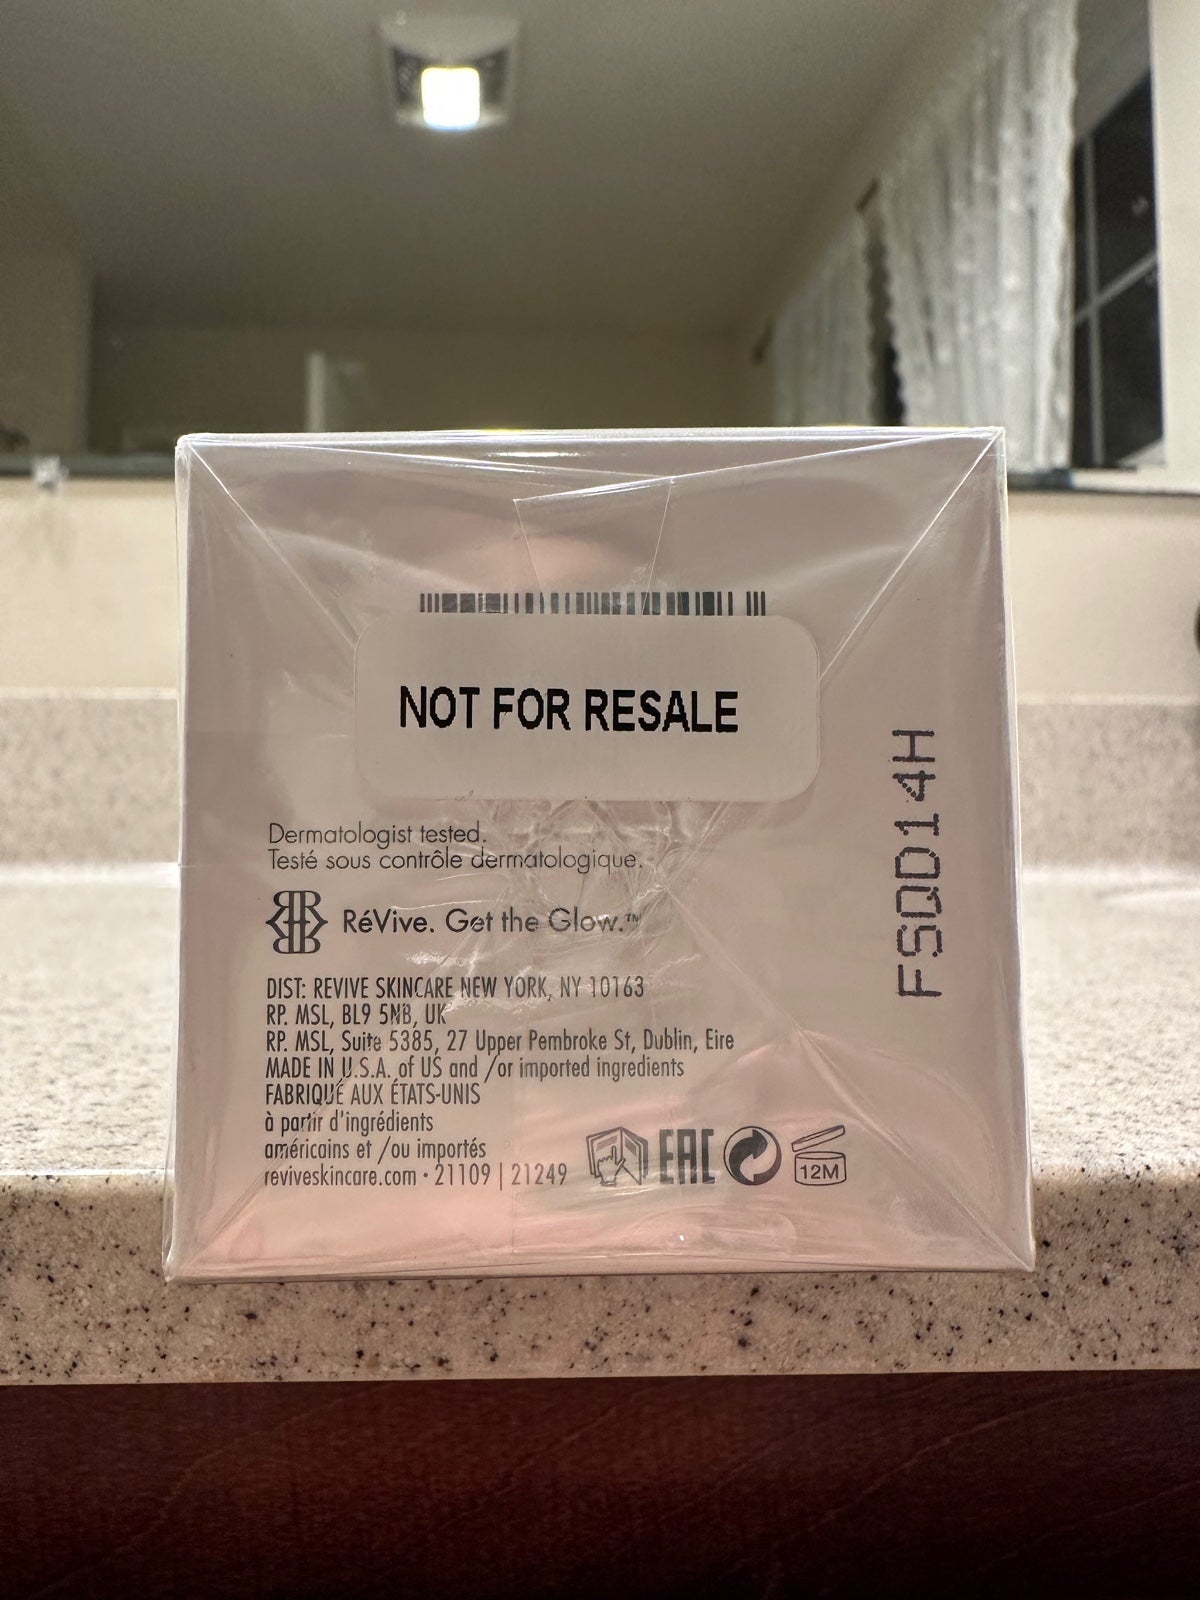 NOT FOR RESALE
Dermatologist tested.
Testé sous contrôle dermatologique.
RéVive. Get the Glow.™
DIST: REVIVE SKINCARE NEW YORK, NY 10163
RP. MSL, BL9 5NB, UK
RP. MSL, Suite 5385, 27 Upper Pembroke St, Dublin, Eire
MADE IN U.S.A. of US and /or imported ingredients
FABRIQUÉ AUX ÉTATS-UNIS
à partir d'ingrédients
américains et /ou importés
reviveskincare.com • 21109 | 21249
EAC
12M
FSQD14H